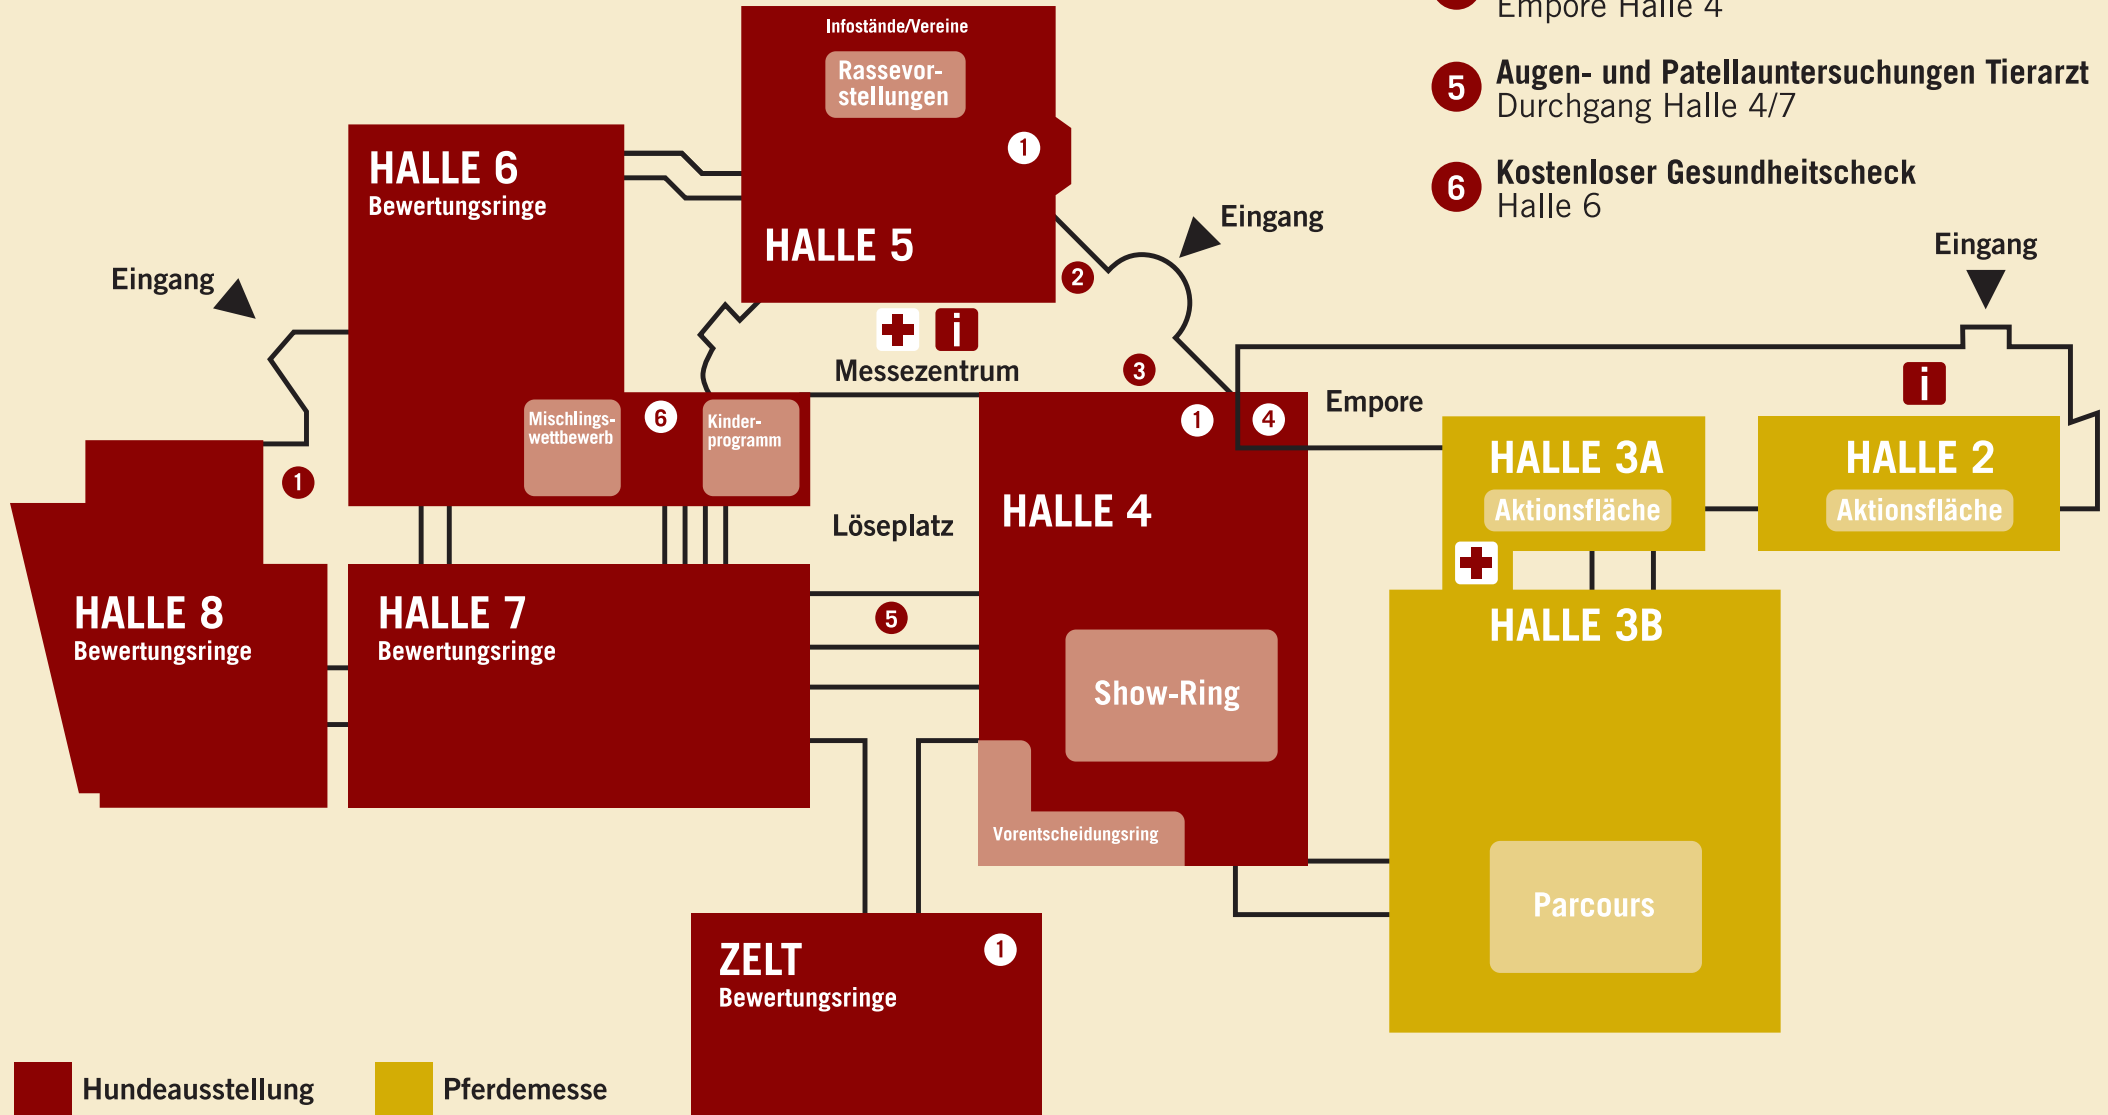 Empore Halle 4
5 Augen- und Patellauntersuchungen Tierarzt
Durchgang Halle 4/7
6 Kostenloser Gesundheitscheck
Halle 6
Infostände/Vereine
Rassevor-
stellungen
1
HALLE 5
HALLE 6
Bewertungsringe
Eingang
Eingang
Eingang
2
i
Messezentrum
3
i
Mischlings-
wettbewerb
6
Kinder-
programm
1
4
Empore
HALLE 3A
Aktionsfläche
HALLE 2
Aktionsfläche
1
Löseplatz
HALLE 4
HALLE 8
Bewertungsringe
HALLE 7
Bewertungsringe
5
HALLE 3B
Show-Ring
Vorentscheidungsring
Parcours
ZELT
Bewertungsringe
1
Hundeausstellung
Pferdemesse